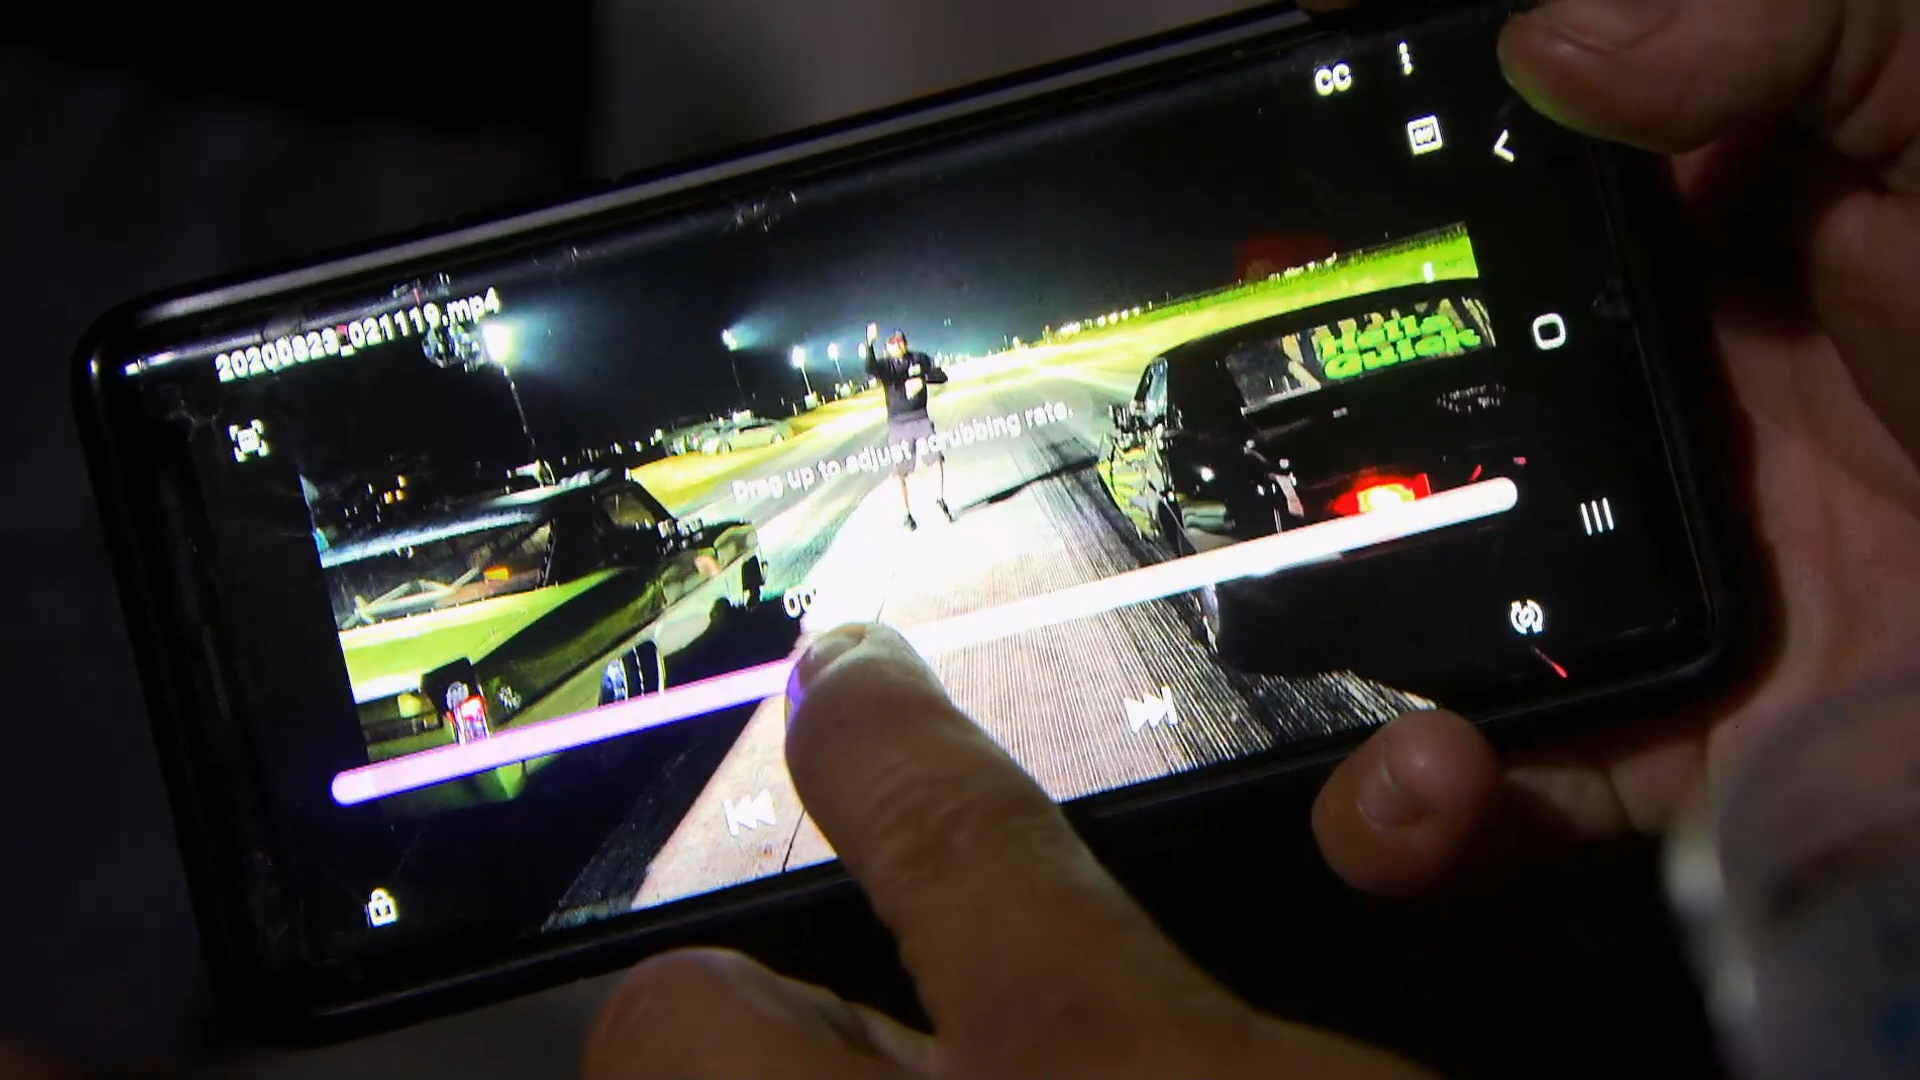 CC
20200823_021119.mp4
Hella
Quick
Drag up to adjust scrubbing rate.